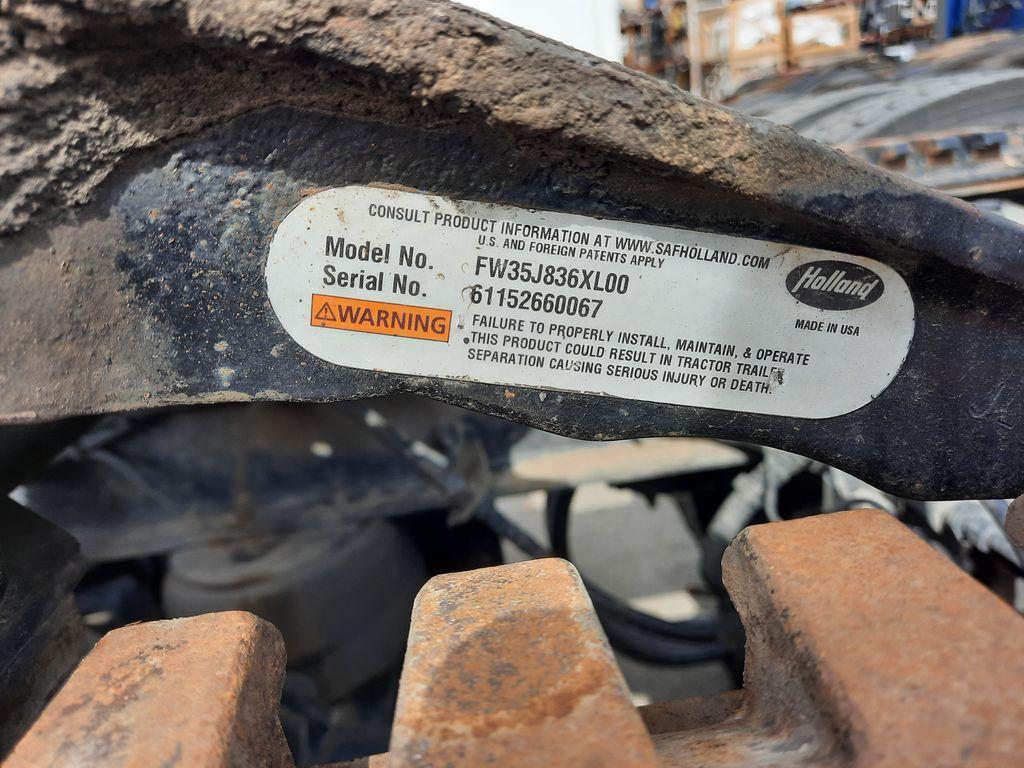 CONSULT PRODUCT INFORMATION AT WWW.SAFHOLLAND.COM
U.S. AND FOREIGN PATENTS APPLY
Model No. FW35J836XL00
Serial No. 61152660067
Holland
MADE IN USA
⚠WARNING
FAILURE TO PROPERLY INSTALL, MAINTAIN, & OPERATE
•THIS PRODUCT COULD RESULT IN TRACTOR
SEPARATION CAUSING SERIOUS INJURY OR DEATH.